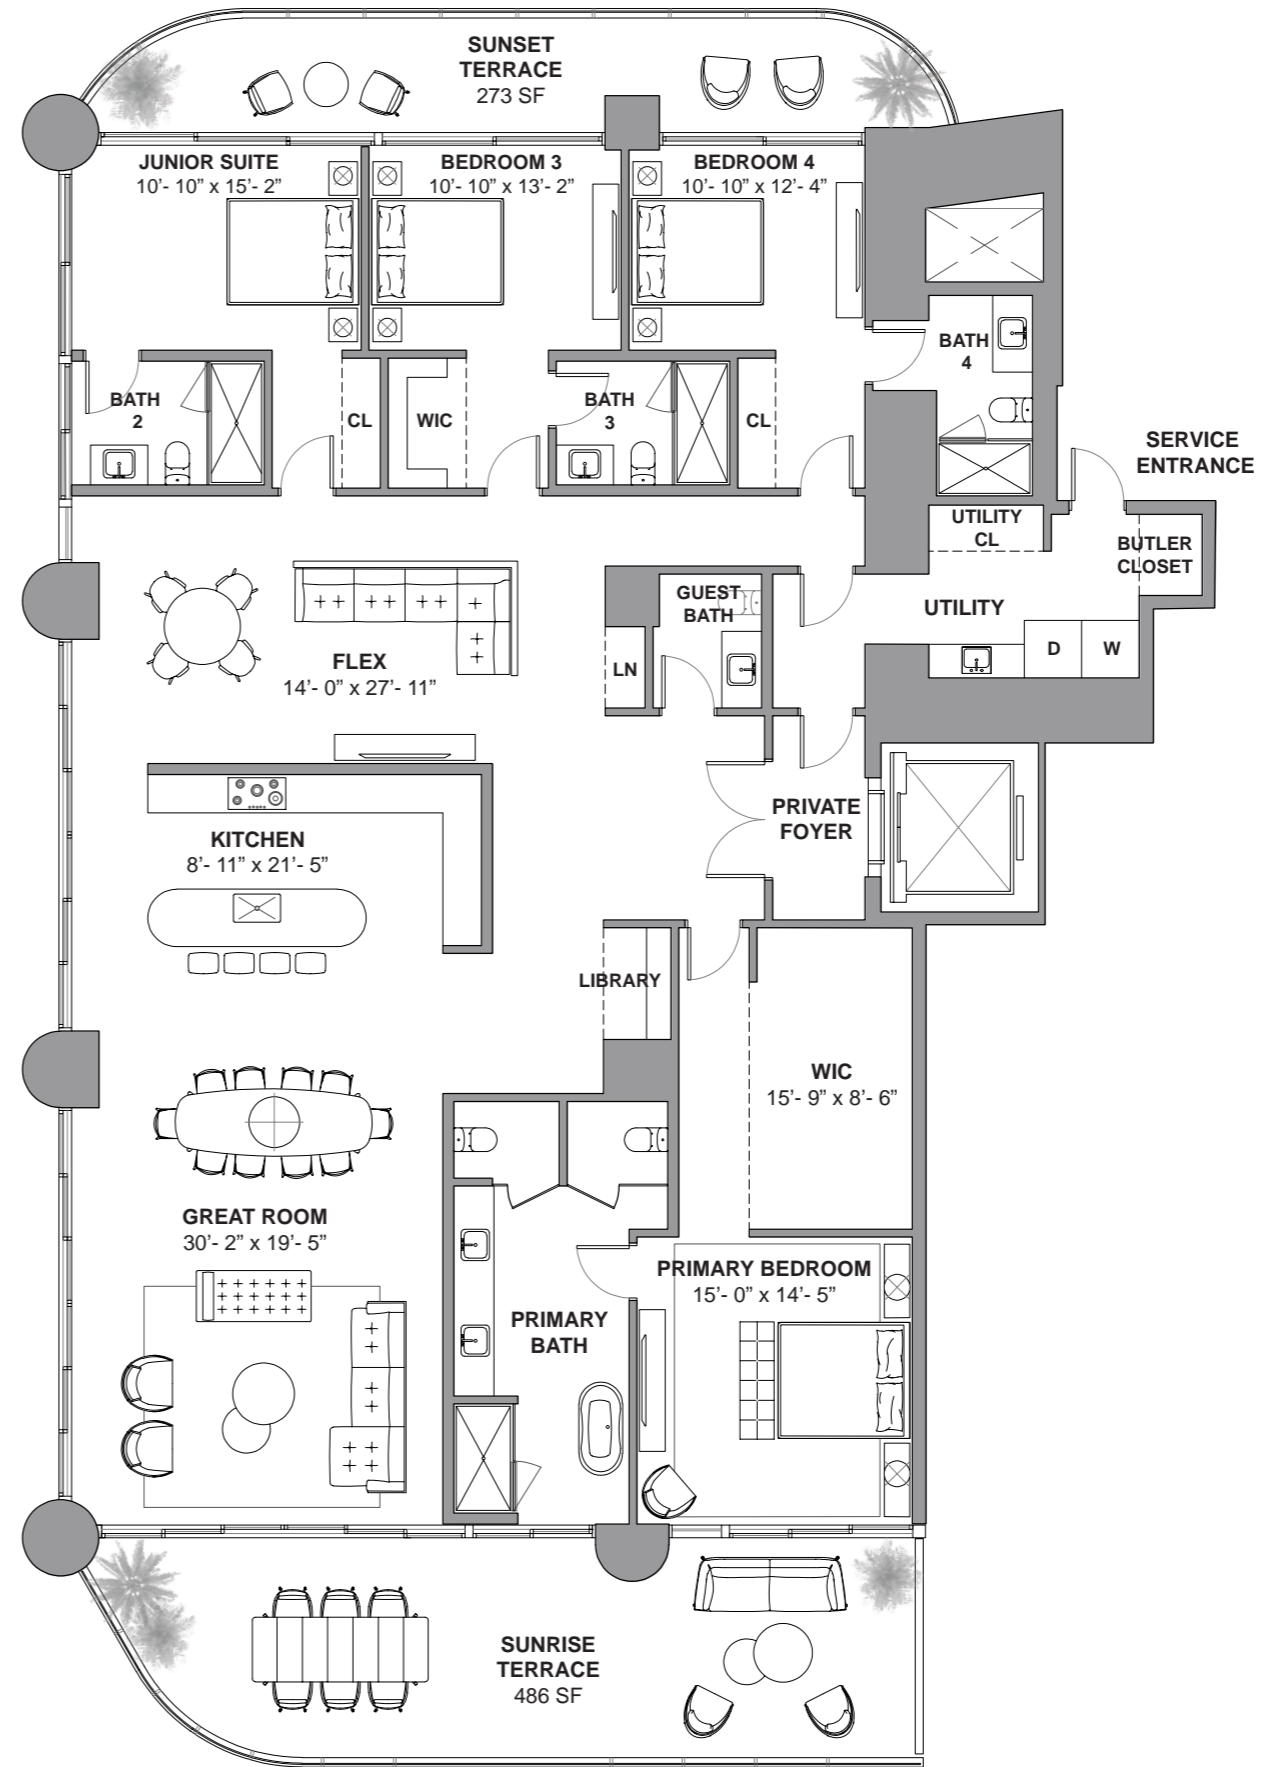 SUNSET
TERRACE
273 SF
JUNIOR SUITE
10’- 10” x 15’- 2”
BEDROOM 3
10’- 10” x 13’- 2”
BEDROOM 4
10’- 10” x 12’- 4”
BATH
2
CL
WIC
BATH
3
CL
BATH
4
SERVICE
ENTRANCE
UTILITY
CL
BUTLER
CLOSET
GUEST
BATH
UTILITY
D
W
LN
FLEX
14’- 0” x 27’- 11”
PRIVATE
FOYER
KITCHEN
8’- 11” x 21’- 5”
LIBRARY
WIC
15’- 9” x 8’- 6”
GREAT ROOM
30’- 2” x 19’- 5”
PRIMARY BEDROOM
15’- 0” x 14’- 5”
PRIMARY
BATH
SUNRISE
TERRACE
486 SF